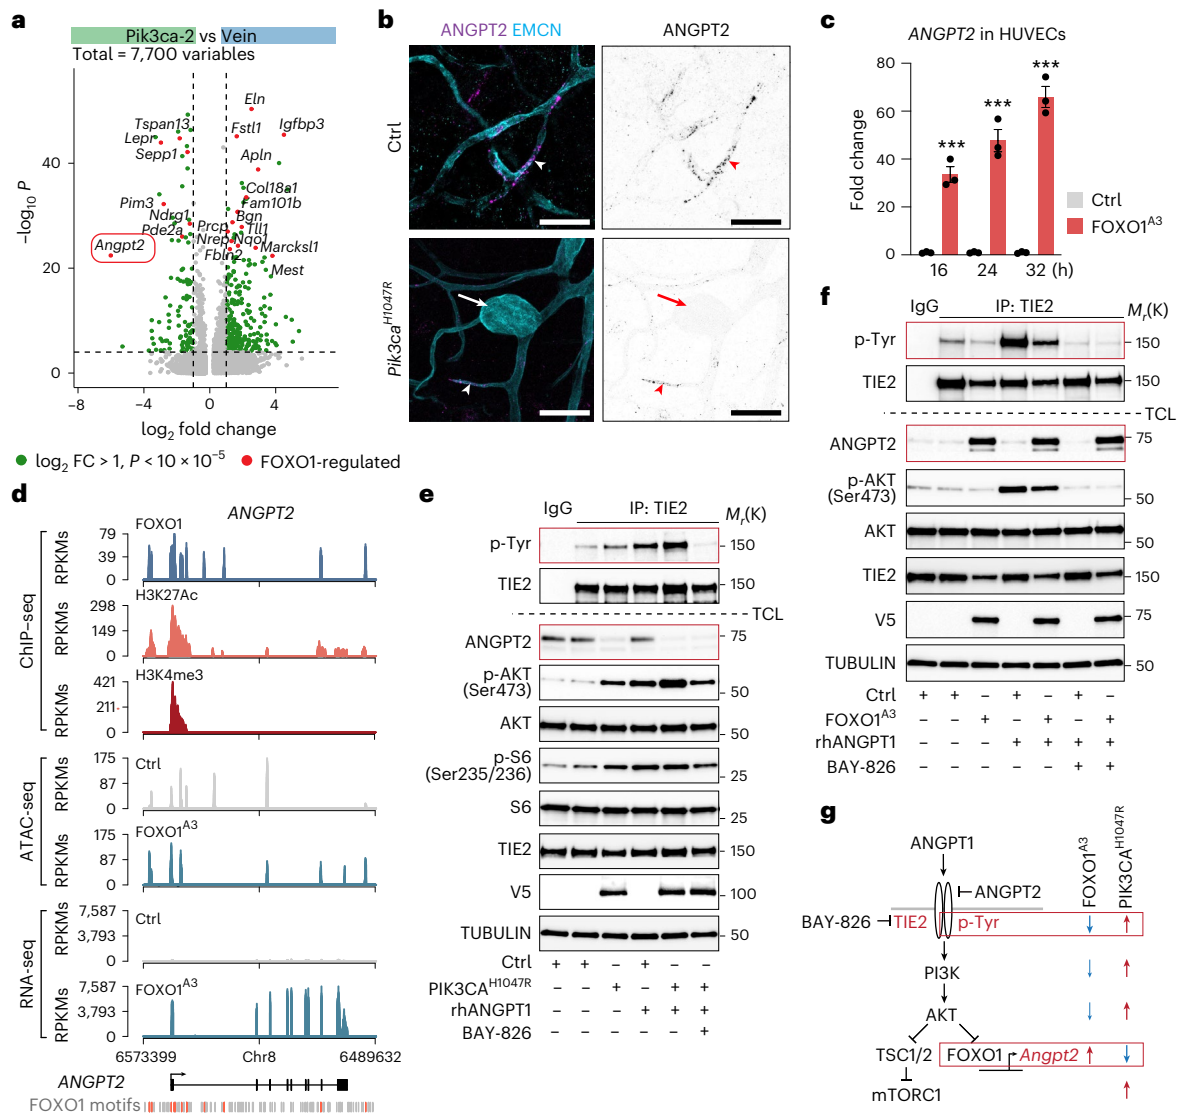 a
Pik3ca-2 vs Vein
Total = 7,700 variables
Eln
Tspan13
Fstl1
Igfbp3
Lepr
Sepp1
Apln
40
Col18a1
Pim3
Fam101b
Ndrg1
Bgn
Pde2a
Prcp
Tll1
Angpt2
Nrep
Nqo1
Marcksl1
Fbln2
20
Mest
0
–log10 P
–8 –4 0 4
log2 fold change
log2 FC > 1, P < 10 × 10−5
FOXO1-regulated
b
ANGPT2 EMCN
ANGPT2
Ctrl
Pik3caH1047R
c
ANGPT2 in HUVECs
80
60
40
20
0
Fold change
***
***
***
16 24 32 (h)
Ctrl
FOXO1A3
d
ANGPT2
ChIP–seq
FOXO1
RPKMs
79
39
0
H3K27Ac
RPKMs
298
149
0
H3K4me3
RPKMs
421
211
0
ATAC-seq
Ctrl
RPKMs
175
87
0
FOXO1A3
RPKMs
175
87
0
RNA-seq
Ctrl
RPKMs
7,587
3,793
0
FOXO1A3
RPKMs
7,587
3,793
0
6573399 Chr8 6489632
ANGPT2
FOXO1 motifs
e
IgG IP: TIE2 Mr(K)
p-Tyr 150
TIE2 150
TCL
ANGPT2 75
p-AKT
(Ser473) 50
AKT 50
p-S6
(Ser235/236) 25
S6 25
TIE2 150
V5 100
TUBULIN 50
Ctrl + + – + – –
PIK3CAH1047R – – + – + +
rhANGPT1 – – – + + +
BAY-826 – – – – – +
f
IgG IP: TIE2 Mr(K)
p-Tyr 150
TIE2 150
TCL
ANGPT2 75
p-AKT
(Ser473) 50
AKT 50
TIE2 150
V5 75
TUBULIN 50
Ctrl + + – + – + –
FOXO1A3 – – + – + – +
rhANGPT1 – – – + + + +
BAY-826 – – – – – + +
g
ANGPT1
FOXO1A3
PIK3CAH1047R
ANGPT2
BAY-826
TIE2
p-Tyr
PI3K
AKT
TSC1/2
FOXO1
Angpt2
mTORC1